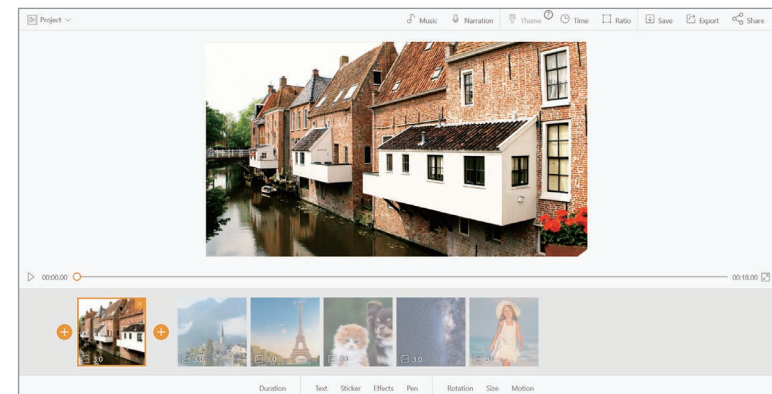 Project
Music Narration Theme ? Time Ratio Save Export Share
00:00.00 00:18.00
+ +
3.0 3.0 3.0 3.0 3.0 3.0
Duration Text Sticker Effects Pen Rotation Size Motion